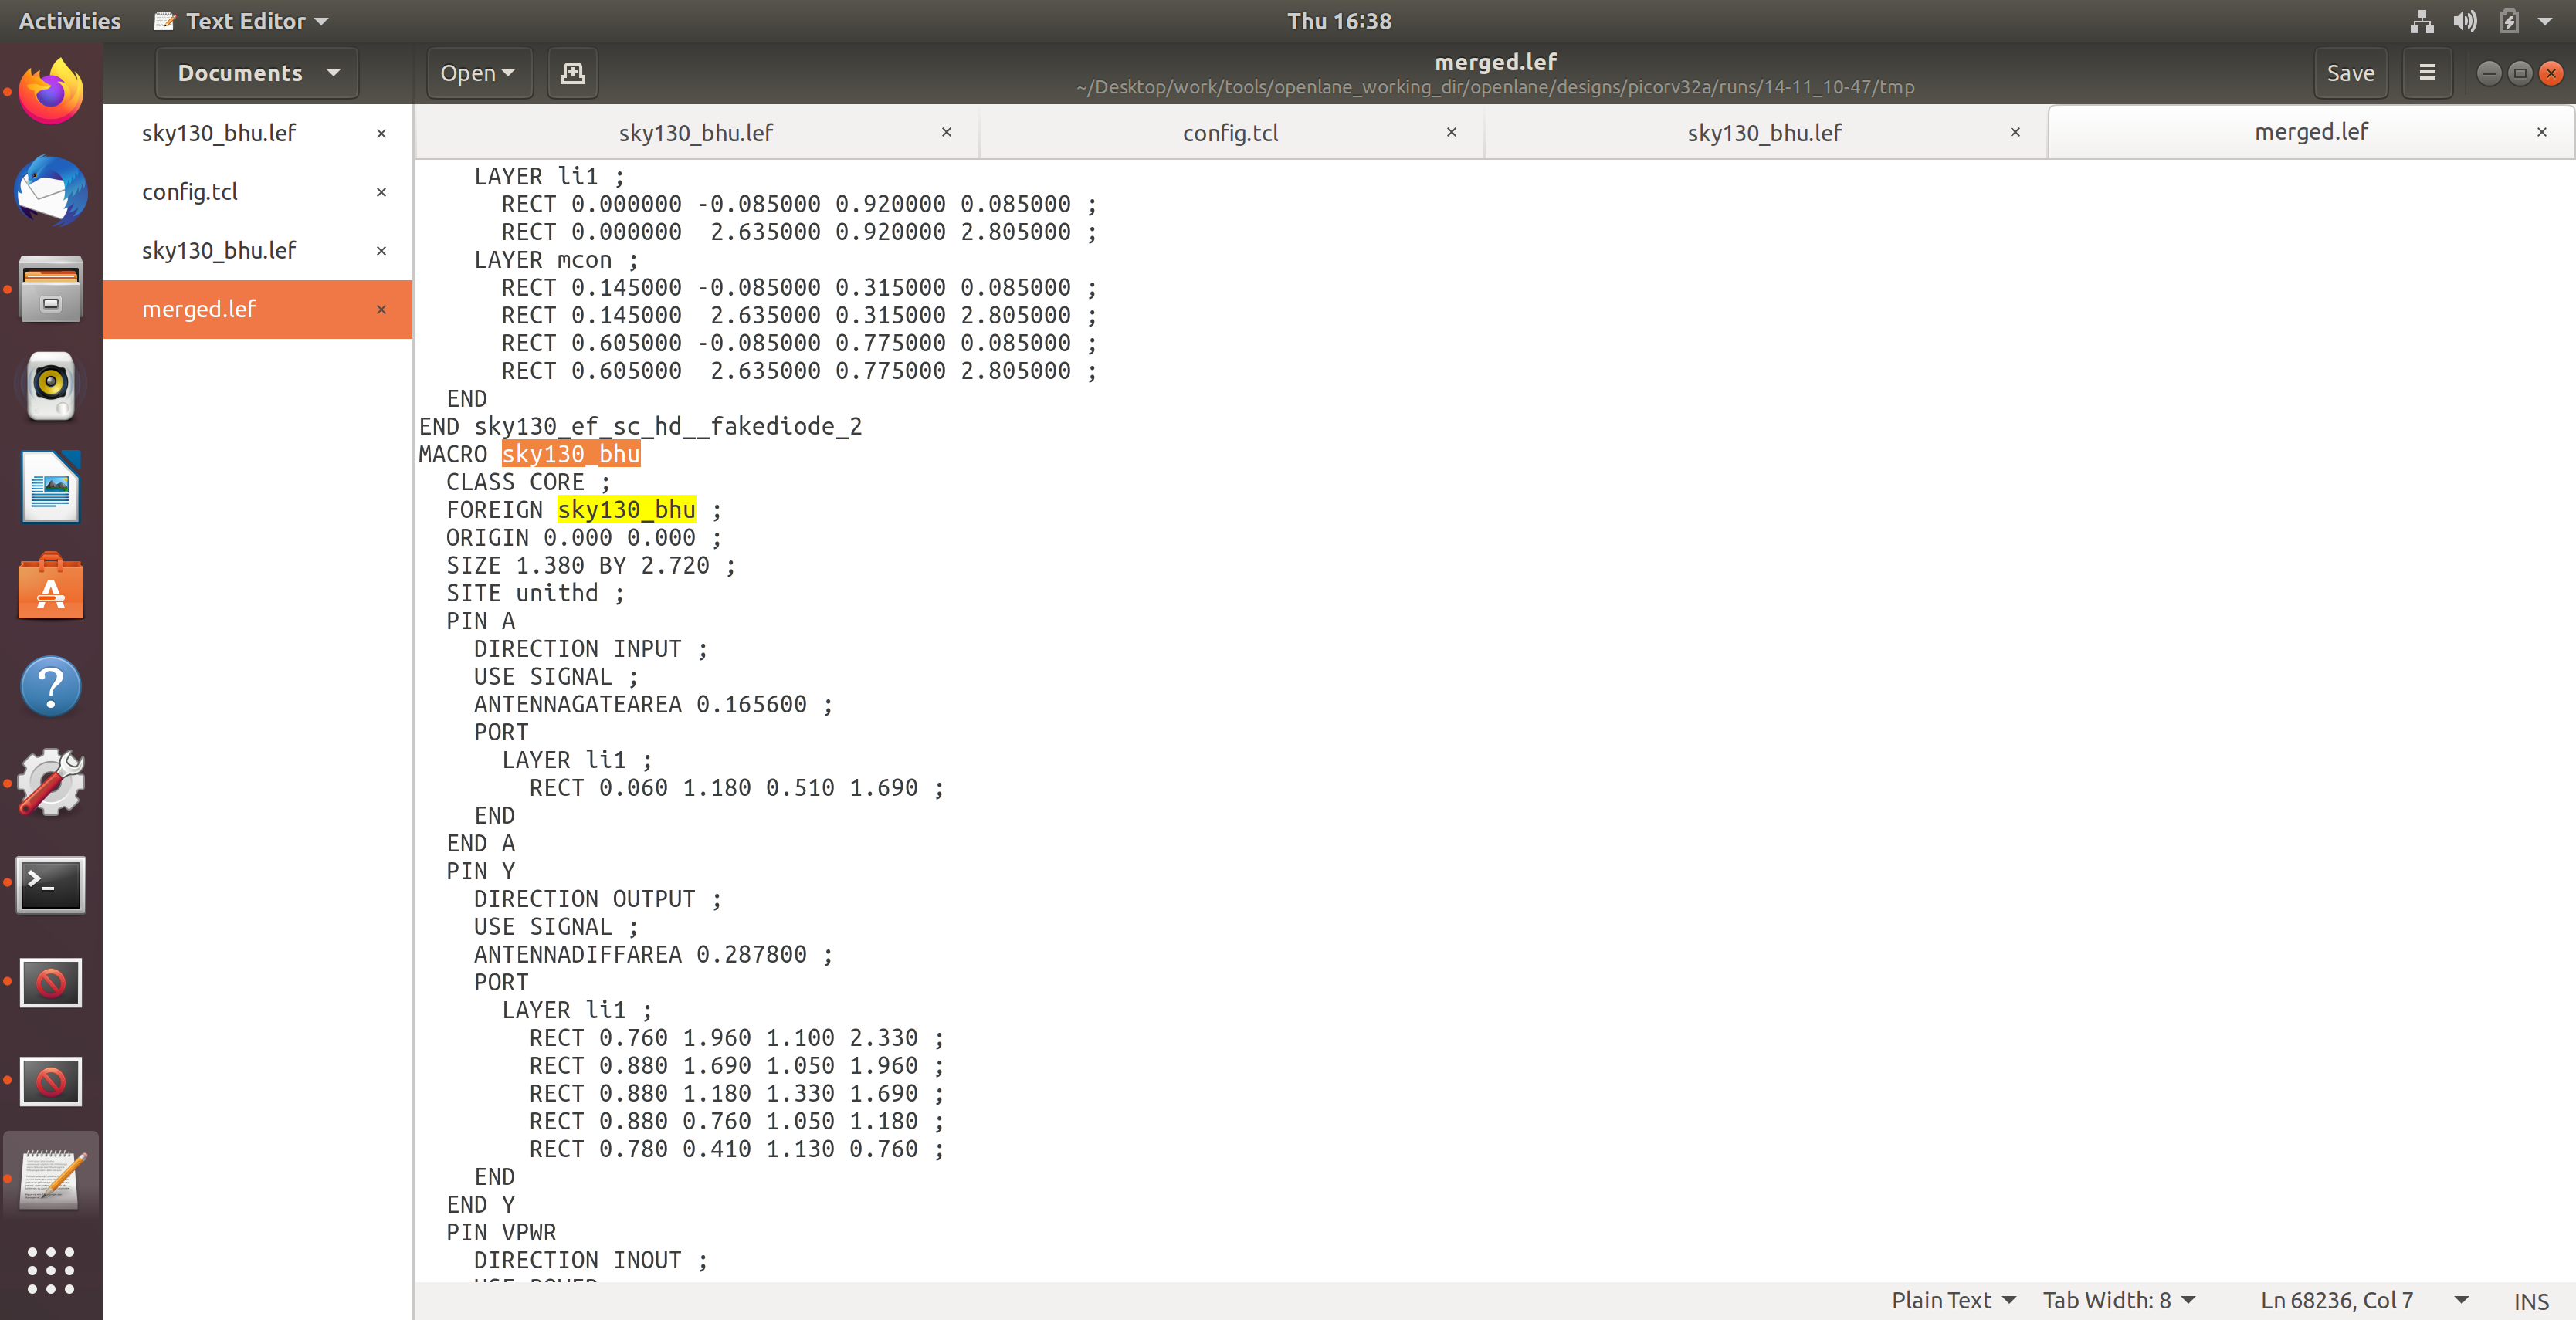 Activities Text Editor Thu 16:38
Documents Open merged.lef Save
~/Desktop/work/tools/openlane_working_dir/openlane/designs/picorv32a/runs/14-11_10-47/tmp
sky130_bhu.lef
config.tcl
sky130_bhu.lef
merged.lef
sky130_bhu.lef config.tcl sky130_bhu.lef merged.lef
LAYER li1 ;
RECT 0.000000 -0.085000 0.920000 0.085000 ;
RECT 0.000000 2.635000 0.920000 2.805000 ;
LAYER mcon ;
RECT 0.145000 -0.085000 0.315000 0.085000 ;
RECT 0.145000 2.635000 0.315000 2.805000 ;
RECT 0.605000 -0.085000 0.775000 0.085000 ;
RECT 0.605000 2.635000 0.775000 2.805000 ;
END
END sky130_ef_sc_hd__fakediode_2
MACRO sky130_bhu
CLASS CORE ;
FOREIGN sky130_bhu ;
ORIGIN 0.000 0.000 ;
SIZE 1.380 BY 2.720 ;
SITE unithd ;
PIN A
DIRECTION INPUT ;
USE SIGNAL ;
ANTENNAGATEAREA 0.165600 ;
PORT
LAYER li1 ;
RECT 0.060 1.180 0.510 1.690 ;
END
END A
PIN Y
DIRECTION OUTPUT ;
USE SIGNAL ;
ANTENNADIFFAREA 0.287800 ;
PORT
LAYER li1 ;
RECT 0.760 1.960 1.100 2.330 ;
RECT 0.880 1.690 1.050 1.960 ;
RECT 0.880 1.180 1.330 1.690 ;
RECT 0.880 0.760 1.050 1.180 ;
RECT 0.780 0.410 1.130 0.760 ;
END
END Y
PIN VPWR
DIRECTION INOUT ;
Plain Text Tab Width: 8 Ln 68236, Col 7 INS